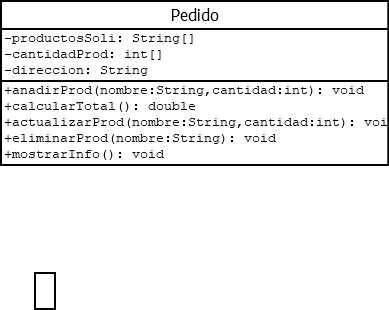 Pedido
-productosSoli: String[]
-cantidadProd: int[]
-direccion: String
+anadirProd(nombre:String,cantidad:int): void
+calcularTotal(): double
+actualizarProd(nombre:String,cantidad:int): voi
+eliminarProd(nombre:String): void
+mostrarInfo(): void